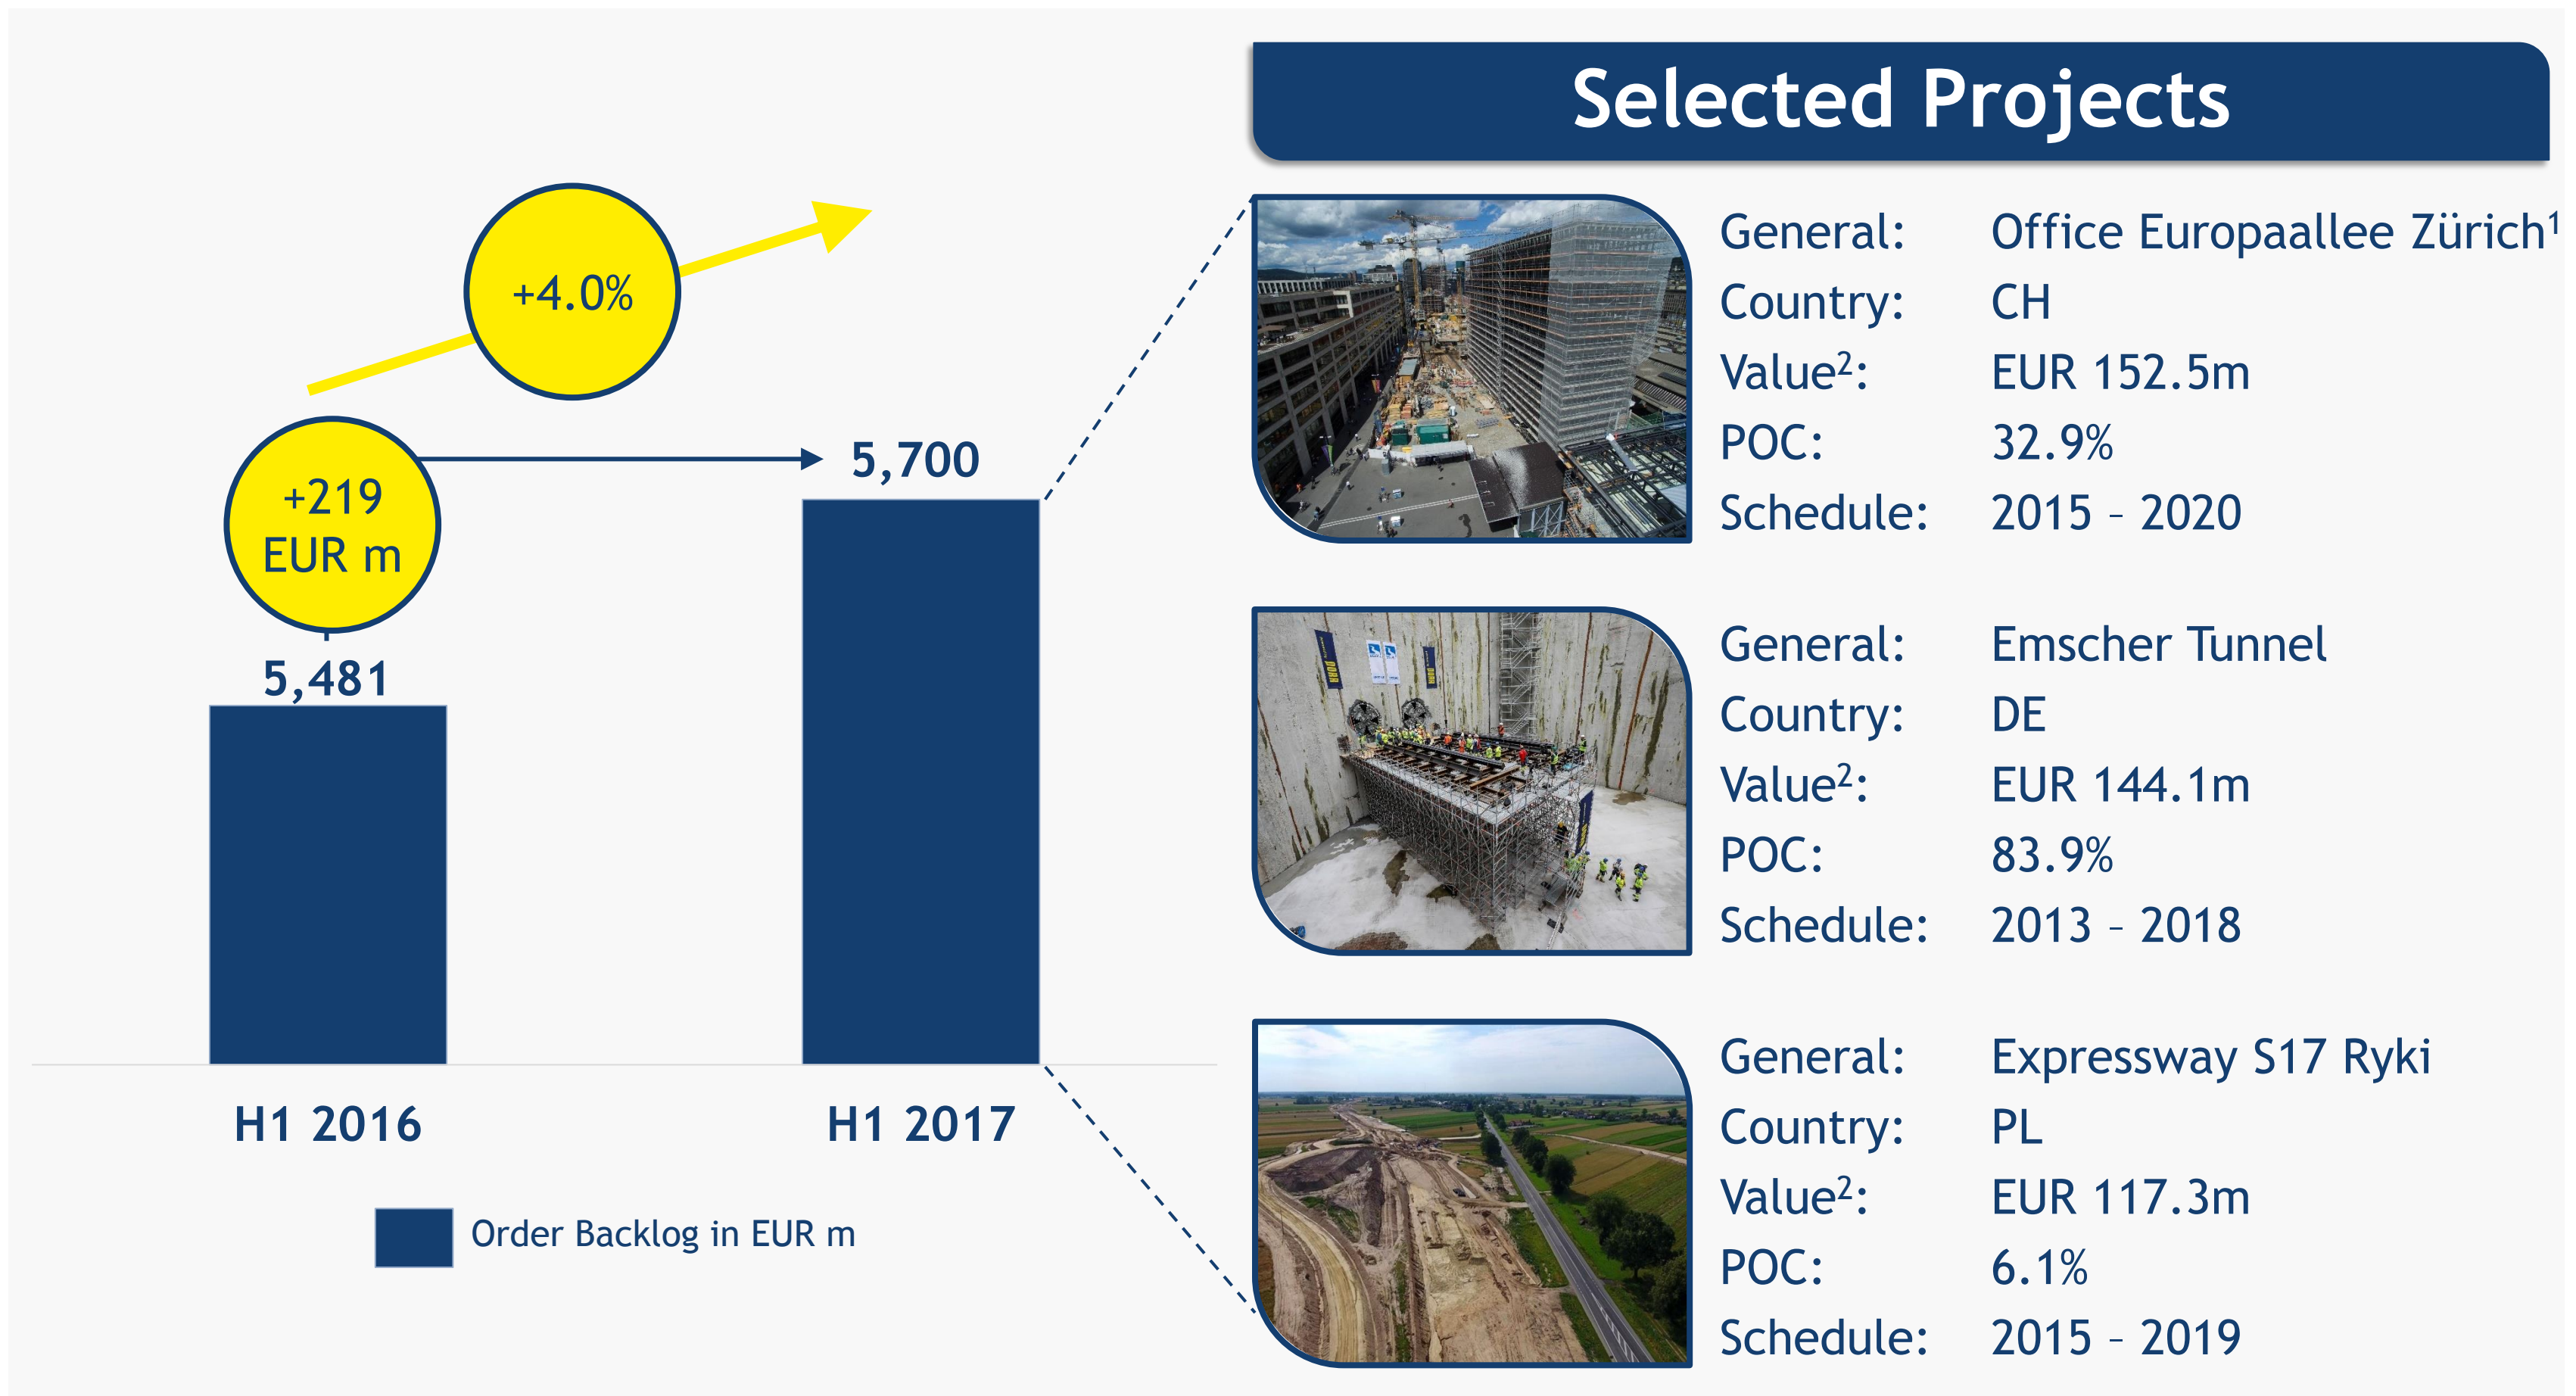 Selected Projects
+4.0%
+219
EUR m
5,481
5,700
H1 2016
H1 2017
Order Backlog in EUR m
General: Office Europaallee Zürich¹
Country: CH
Value²: EUR 152.5m
POC: 32.9%
Schedule: 2015 – 2020
General: Emscher Tunnel
Country: DE
Value²: EUR 144.1m
POC: 83.9%
Schedule: 2013 – 2018
General: Expressway S17 Ryki
Country: PL
Value²: EUR 117.3m
POC: 6.1%
Schedule: 2015 – 2019